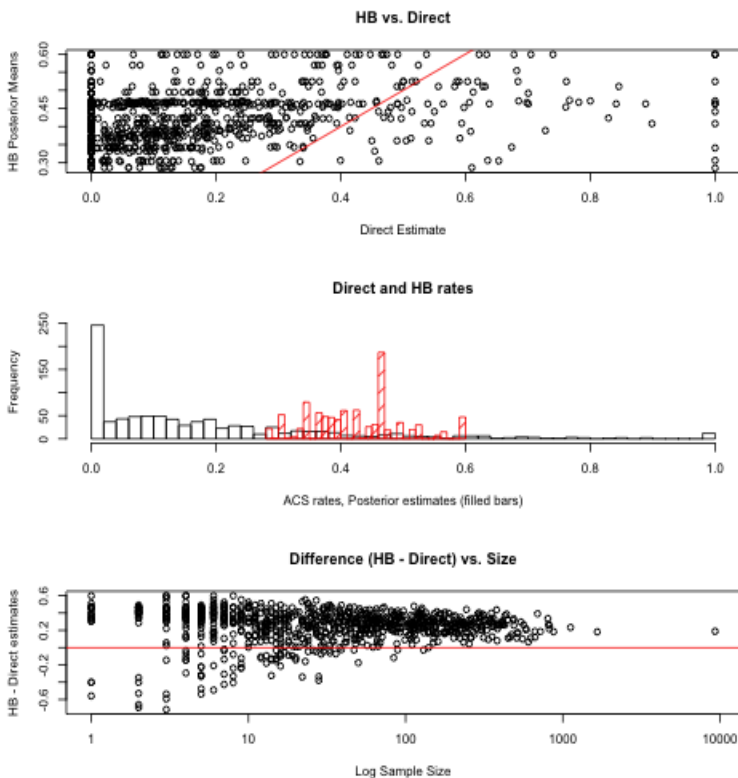 HB vs. Direct
HB Posterior Means
0.60
0.45
0.30
0.0 0.2 0.4 0.6 0.8 1.0
Direct Estimate
Direct and HB rates
Frequency
250
150
50
0
0.0 0.2 0.4 0.6 0.8 1.0
ACS rates, Posterior estimates (filled bars)
Difference (HB - Direct) vs. Size
HB - Direct estimates
0.6
0.2
-0.2
-0.6
1 10 100 1000 10000
Log Sample Size